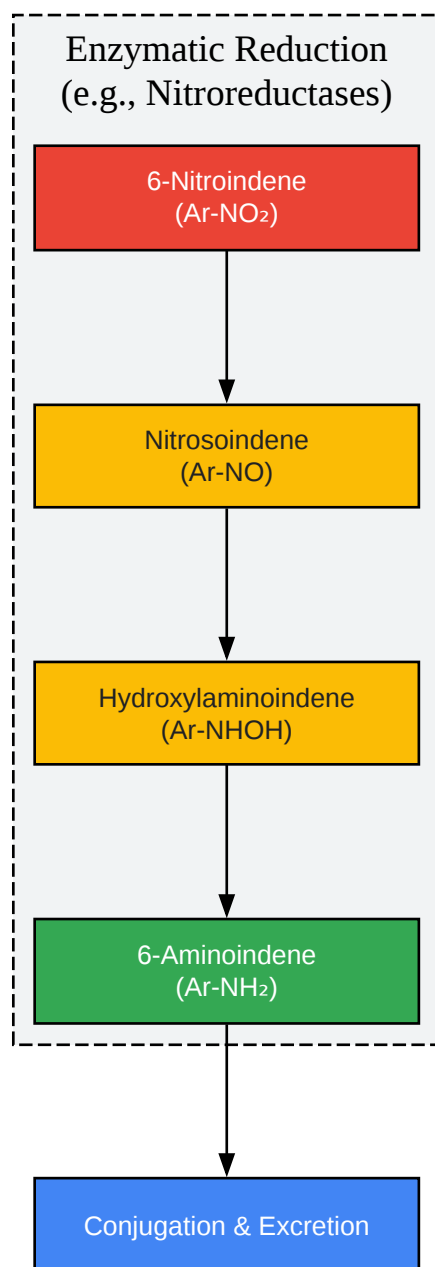 Enzymatic Reduction
(e.g., Nitroreductases)
6-Nitroindene
(Ar-NO₂)
Nitrosoindene
(Ar-NO)
Hydroxylaminoindene
(Ar-NHOH)
6-Aminoindene
(Ar-NH₂)
Conjugation & Excretion